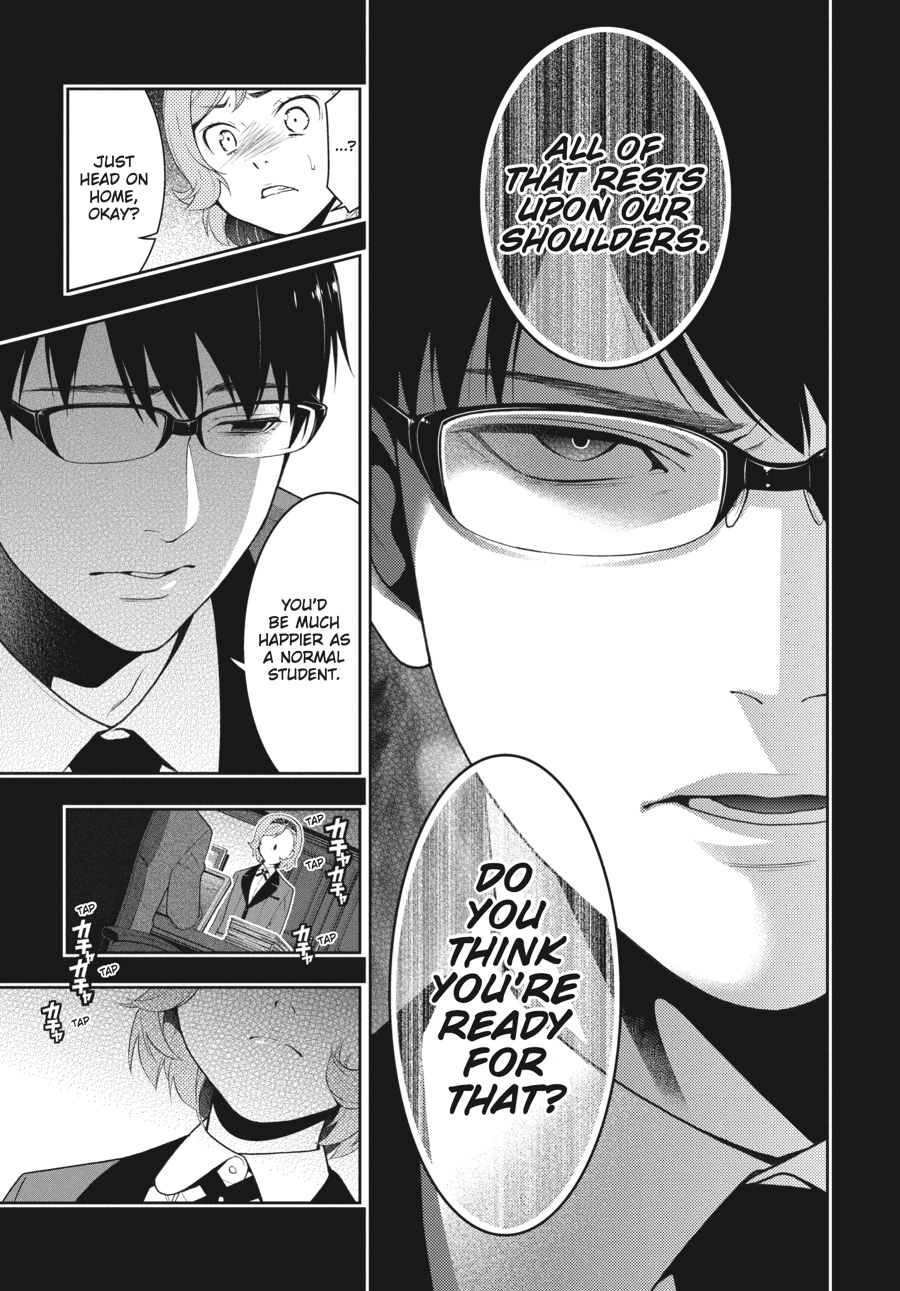 ALL OF
THAT RESTS
UPON OUR
SHOULDERS.
DO
YOU
THINK
YOU'RE
READY
FOR
THAT?
...?
JUST
HEAD ON
HOME,
OKAY?
YOU'D
BE MUCH
HAPPIER AS
A NORMAL
STUDENT.
TAP
カチャカチャ
TAP
カチャ
TAP
TAP
カチャカチャ
TAP
カチャ
TAP